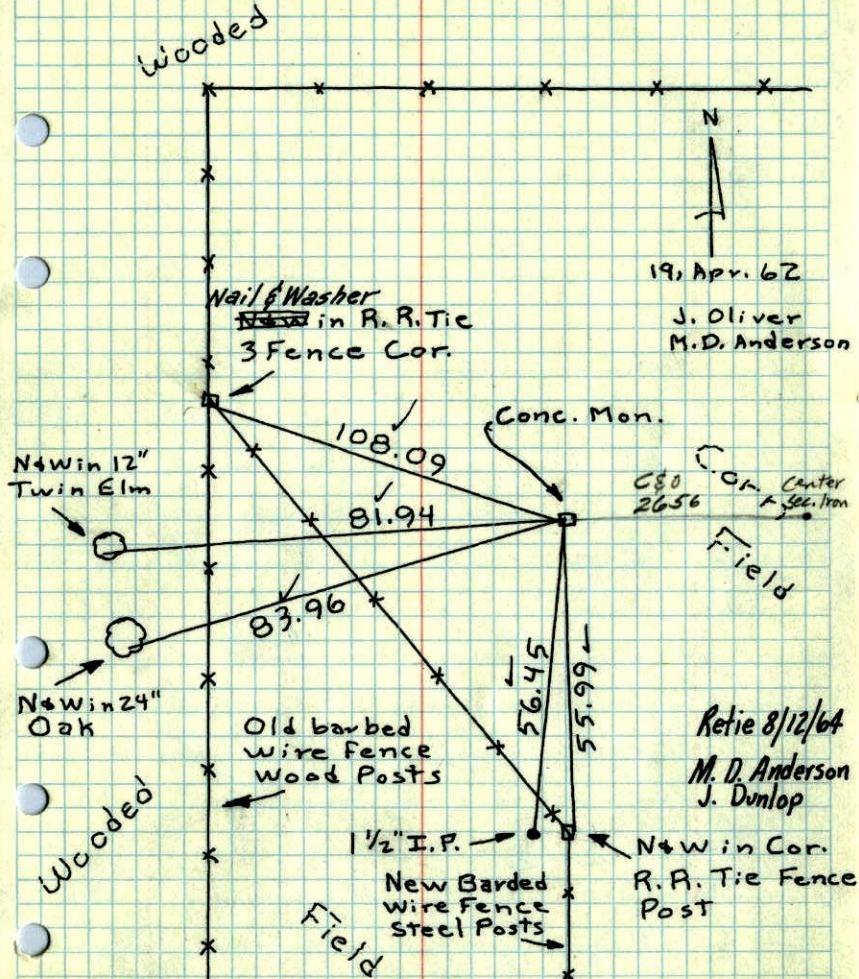 Wooded
N
19, Apr. 62
J. Oliver
M.D. Anderson
Nail & Washer
in R.R. Tie
3 Fence Cor.
Conc. Mon.
108.09
N&W in 12"
Twin Elm
81.94
C&O
2656
Corn
Field
Center
Sec. Iron
83.96
N&W in 24"
Oak
56.45
55.99
Old barbed
Wire Fence
Wood Posts
Retie 8/12/64
M. D. Anderson
J. Dunlop
Wooded
1 1/2" I.P.
N&W in Cor.
R.R. Tie Fence
Post
New Barded
Wire Fence
Steel Posts
Field